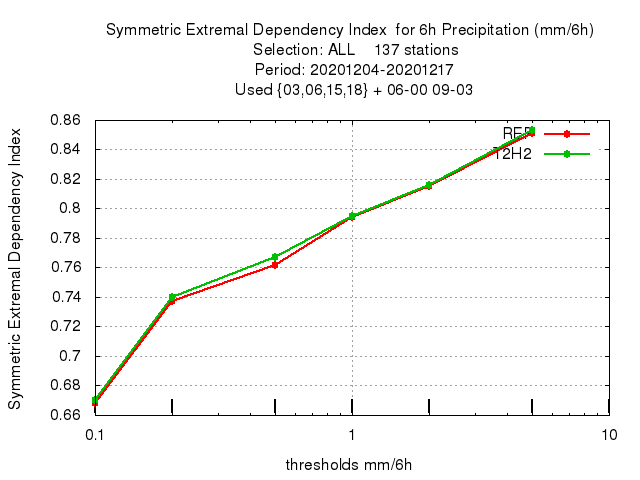 Symmetric Extremal Dependency Index  for 6h Precipitation (mm/6h)
Selection: ALL    137 stations
Period: 20201204-20201217
Used {03,06,15,18} + 06-00 09-03
Symmetric Extremal Dependency Index
0.86
0.84
0.82
0.8
0.78
0.76
0.74
0.72
0.7
0.68
0.66
T2H2
0.1
1
10
thresholds mm/6h